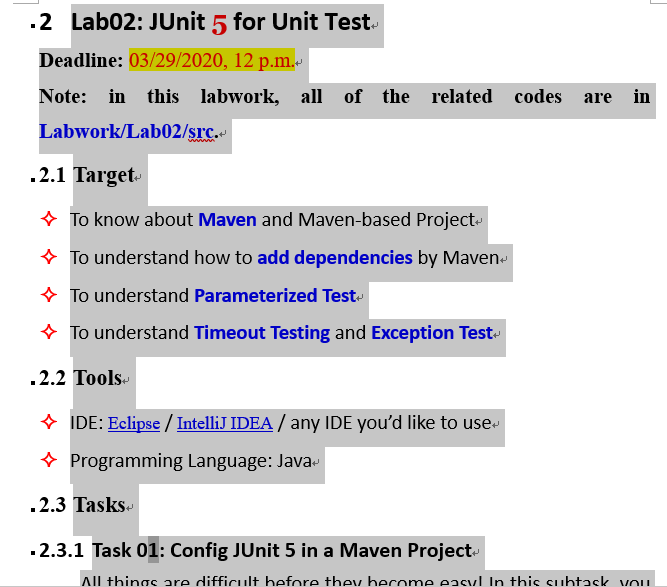 2 Lab02: JUnit 5 for Unit Test
Deadline: 03/29/2020, 12 p.m.
Note: in this labwork, all of the related codes are in
Labwork/Lab02/src.
2.1 Target
To know about Maven and Maven-based Project
To understand how to add dependencies by Maven
To understand Parameterized Test
To understand Timeout Testing and Exception Test
2.2 Tools
IDE: Eclipse / IntelliJ IDEA / any IDE you’d like to use
Programming Language: Java
2.3 Tasks
2.3.1 Task 01: Config JUnit 5 in a Maven Project
All things are difficult before they become easy! In this subtask, you